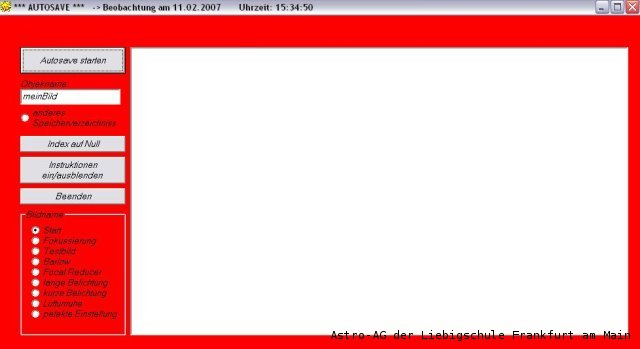 *** AUTOSAVE *** -> Beobachtung am 11.02.2007 Uhrzeit: 15:34:50
Autosave starten
Objektname:
meinBild
anderes
Speicherverzeichniss
Index auf Null
Instruktionen
ein/ausblenden
Beenden
Bildname
Start
Fokussierung
Testbild
Barlow
Focal Reducer
lange Belichtung
kurze Belichtung
Luftunruhe
perfekte Einstellung
Astro-AG der Liebigschule Frankfurt am Main